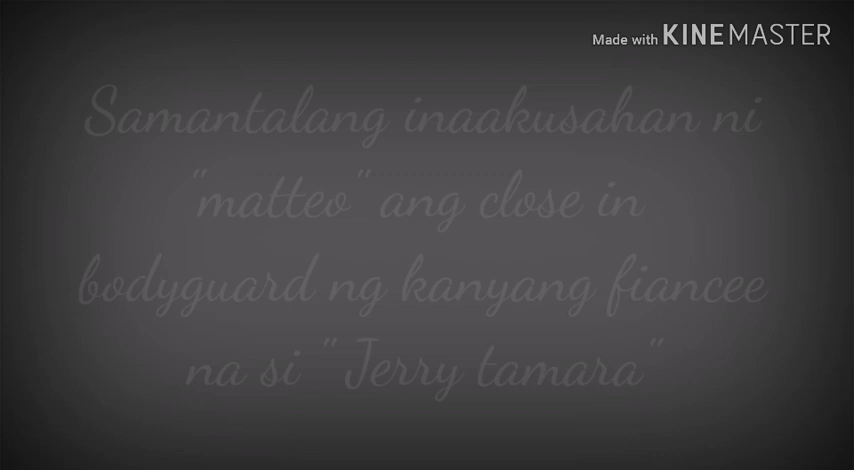 Made with KINEMASTER
Samantalang inaakusahan ni
"matteo" ang close in
bodyguard ng kanyang fiancee
na si "Jerry tamara"